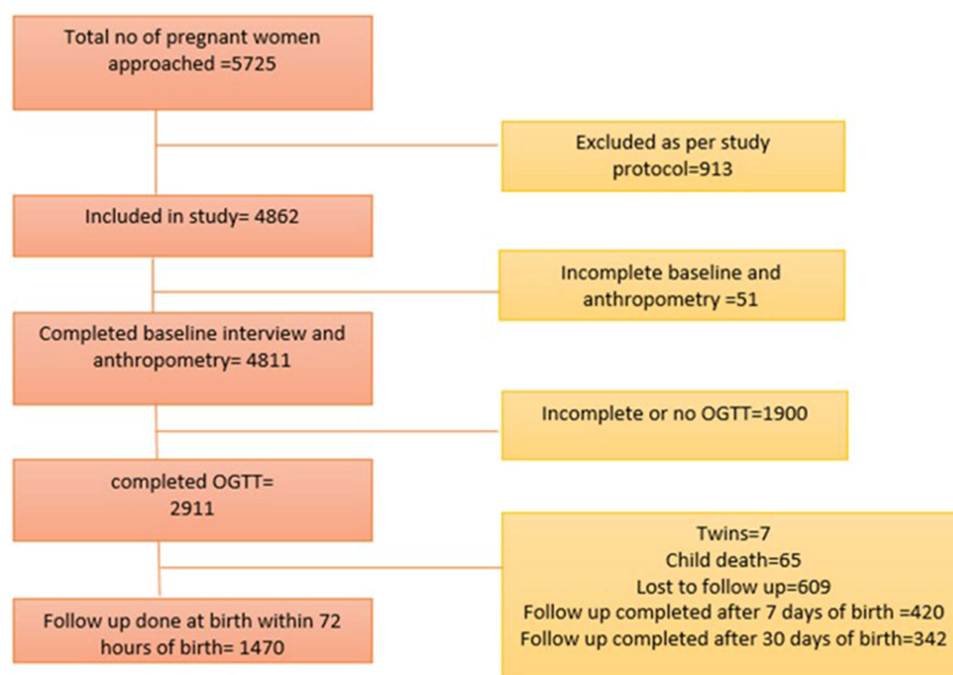 Total no of pregnant women
approached =5725
Excluded as per study
protocol=913
Included in study= 4862
Incomplete baseline and
anthropometry =51
Completed baseline interview and
anthropometry= 4811
Incomplete or no OGTT=1900
completed OGTT=
2911
Twins=7
Child death=65
Lost to follow up=609
Follow up completed after 7 days of birth =420
Follow up completed after 30 days of birth=342
Follow up done at birth within 72
hours of birth= 1470